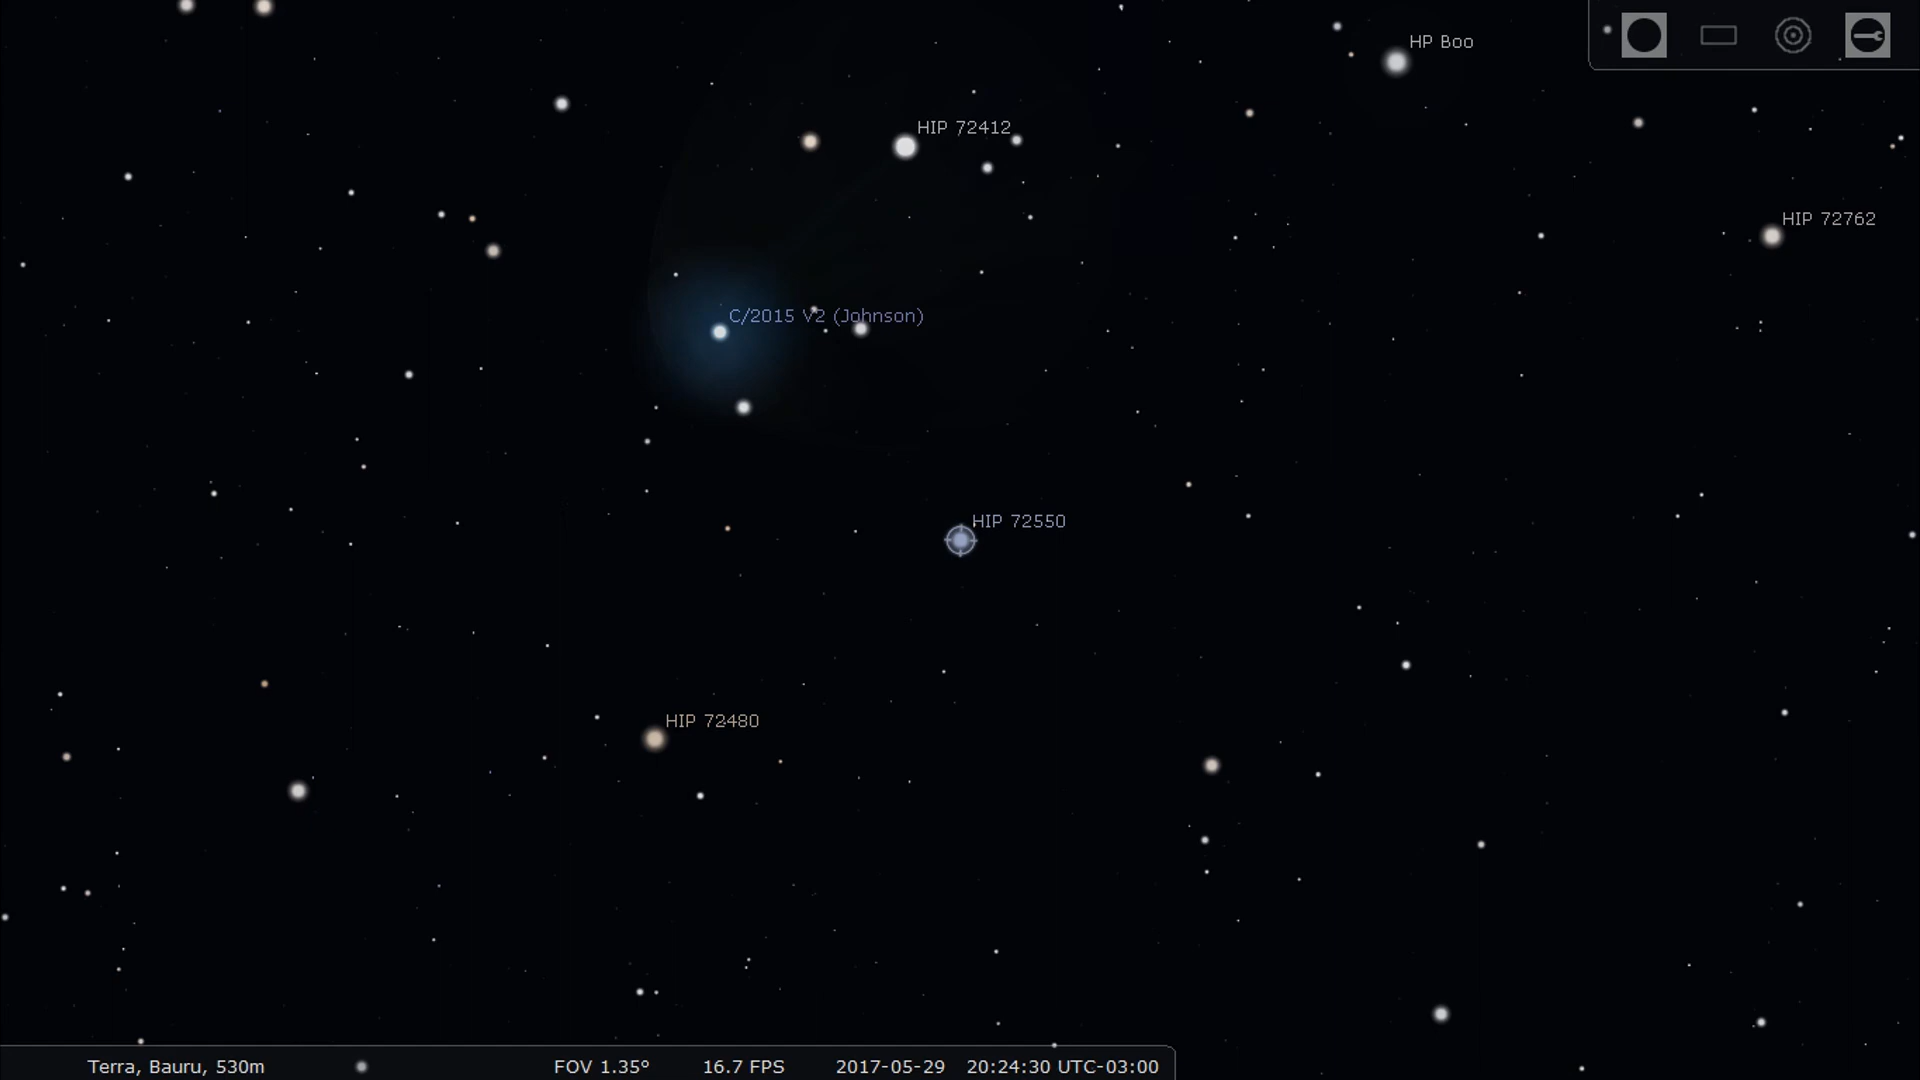 HP Boo
HIP 72412
HIP 72762
C/2015 V2 (Johnson)
HIP 72550
HIP 72480
Terra, Bauru, 530m FOV 1.35° 16.7 FPS 2017-05-29 20:24:30 UTC-03:00